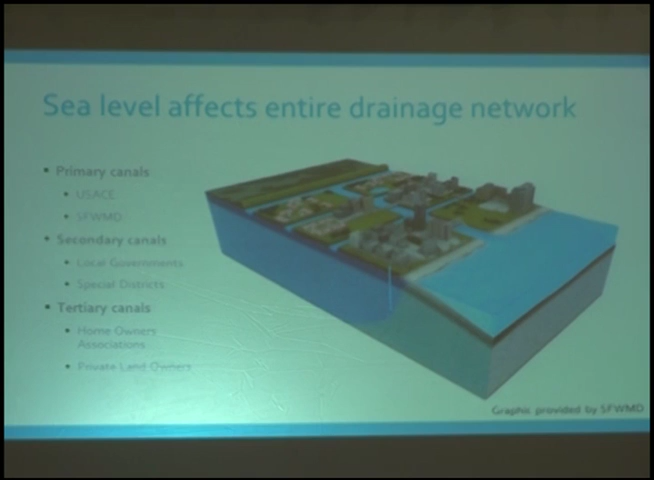 Sea level affects entire drainage network
• Primary canals
• USACE
• SFWMD
• Secondary canals
• Local Governments
• Special Districts
• Tertiary canals
• Home Owners
Associations
• Private Land Owners
Graphic provided by SFWMD